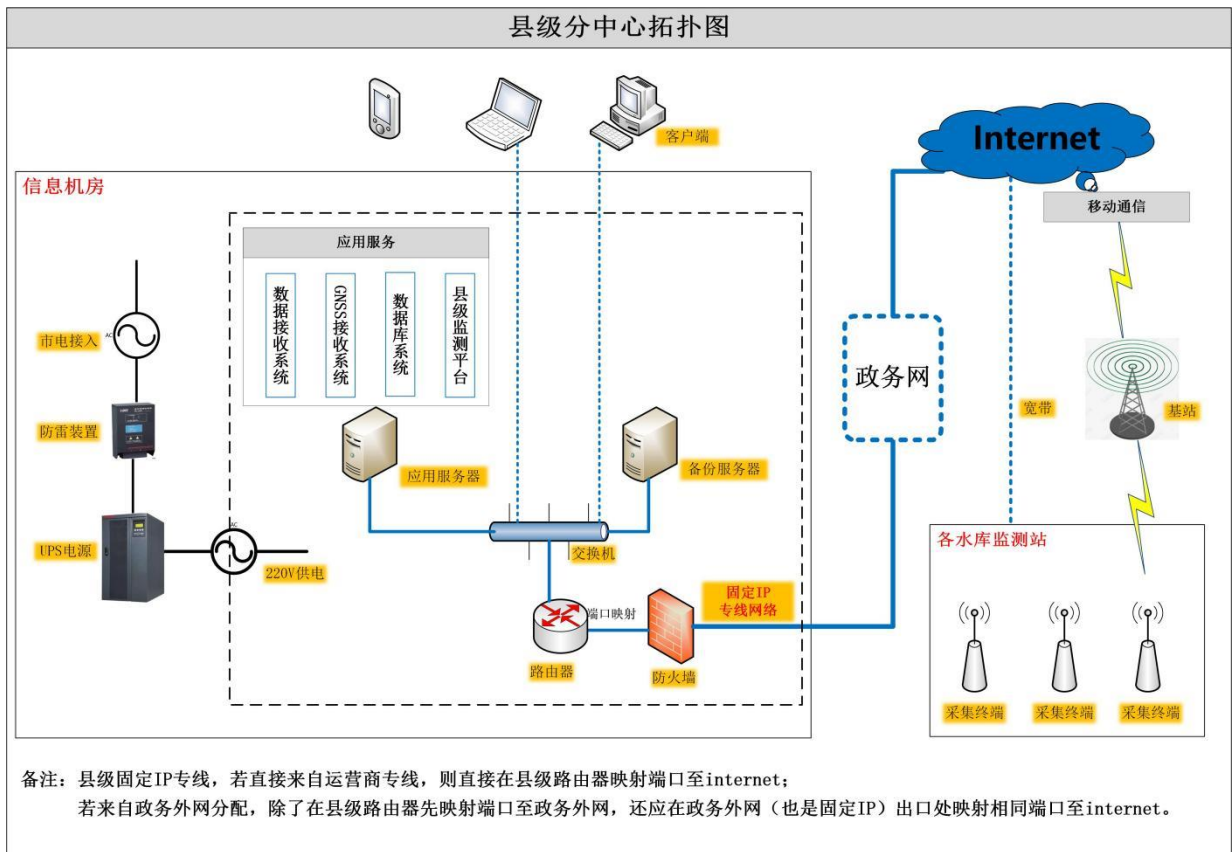 县级分中心拓扑图
客户端
Internet
移动通信
信息机房
应用服务
数据接收系统
GNSS接收系统
数据库系统
县级监测平台
AC
市电接入
防雷装置
UPS电源
AC
220V供电
应用服务器
备份服务器
交换机
端口映射
路由器
防火墙
固定IP
专线网络
政务网
宽带
基站
各水库监测站
采集终端
采集终端
采集终端
备注：县级固定IP专线，若直接来自运营商专线，则直接在县级路由器映射端口至internet；
若来自政务外网分配，除了在县级路由器先映射端口至政务外网，还应在政务外网（也是固定IP）出口处映射相同端口至internet。